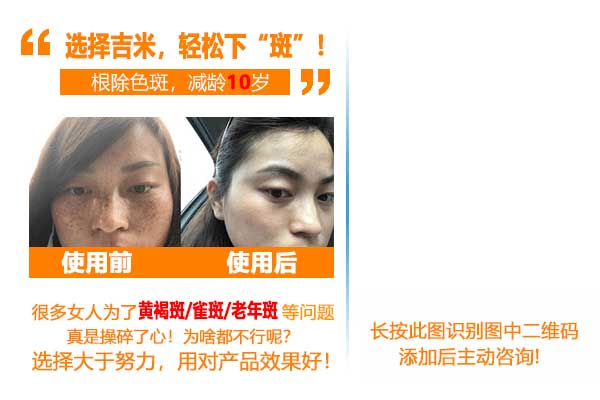 “选择吉米，轻松下“斑”！
根除色斑，减龄10岁”
使用前
使用后
很多女人为了黄褐斑/雀斑/老年斑等问题
真是操碎了心！为啥都不行呢？
选择大于努力，用对产品效果好！
长按此图识别图中二维码
添加后主动咨询!